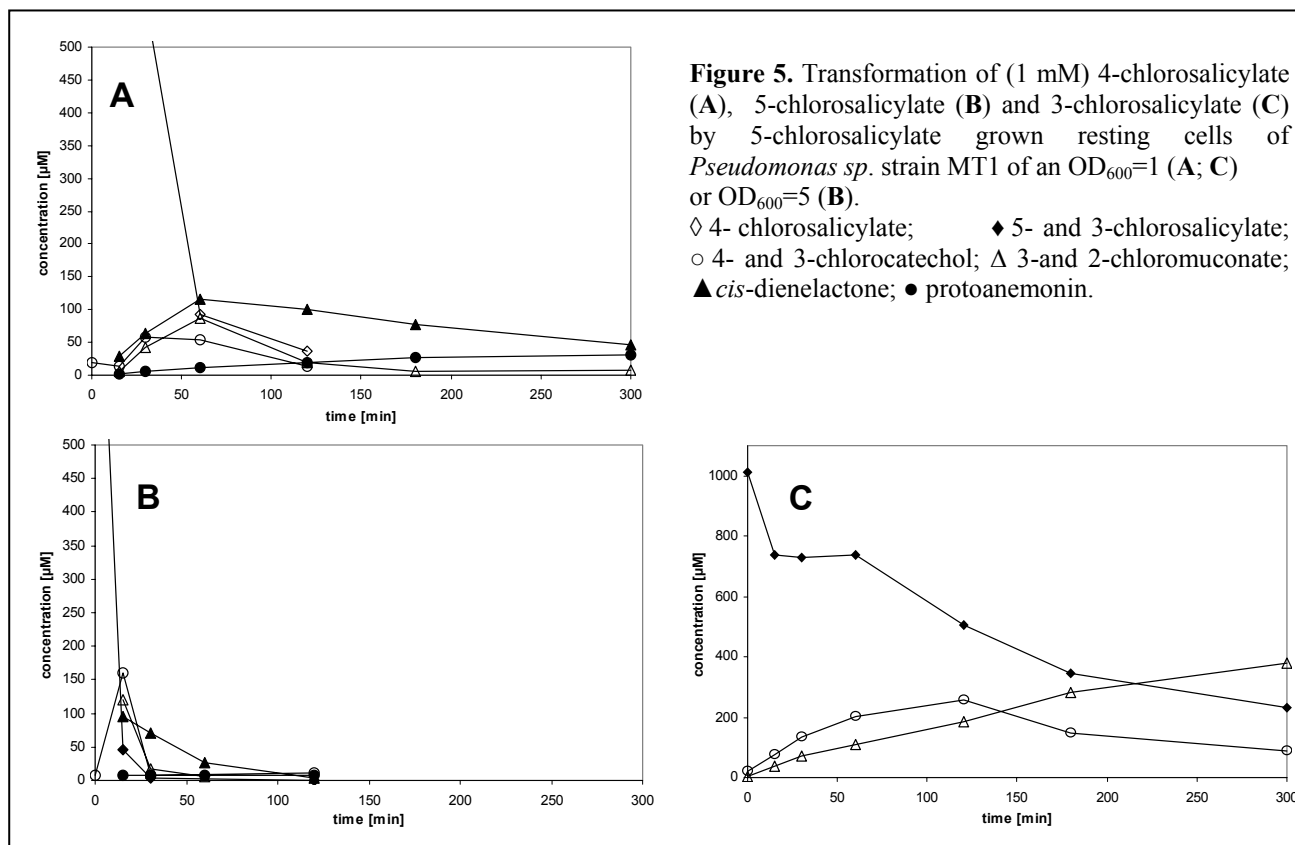 500
450
400
350
300
250
200
150
100
50
0
concentration [µM]
A
0 50 100 150 200 250 300
time [min]
Figure 5. Transformation of (1 mM) 4-chlorosalicylate
(A), 5-chlorosalicylate (B) and 3-chlorosalicylate (C)
by 5-chlorosalicylate grown resting cells of
Pseudomonas sp. strain MT1 of an OD600=1 (A; C)
or OD600=5 (B).
◊ 4- chlorosalicylate; ♦ 5- and 3-chlorosalicylate;
○ 4- and 3-chlorocatechol; Δ 3-and 2-chloromuconate;
▲cis-dienelactone; ● protoanemonin.
500
450
400
350
300
250
200
150
100
50
0
concentration [µM]
B
0 50 100 150 200 250 300
time [min]
1000
800
600
400
200
0
concentration [µM]
C
0 50 100 150 200 250 300
time [min]